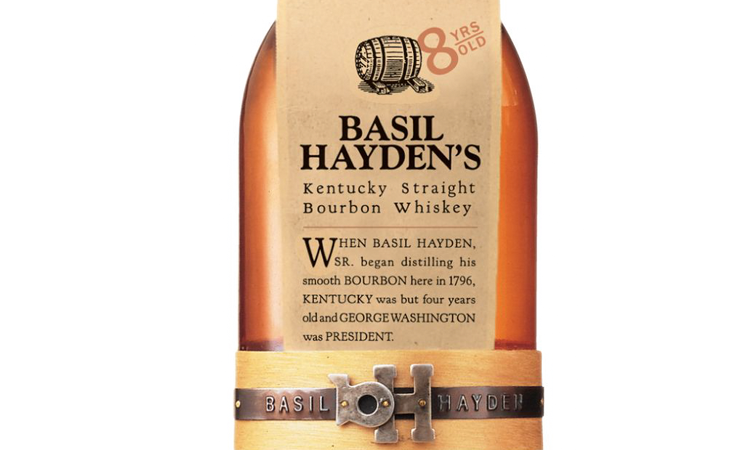 8 YRS
OLD
BASIL
HAYDEN'S
Kentucky Straight
Bourbon Whiskey
WHEN BASIL HAYDEN,
SR. began distilling his
smooth BOURBON here in 1796,
KENTUCKY was but four years
old and GEORGE WASHINGTON
was PRESIDENT.
BASIL BH HAYDEN